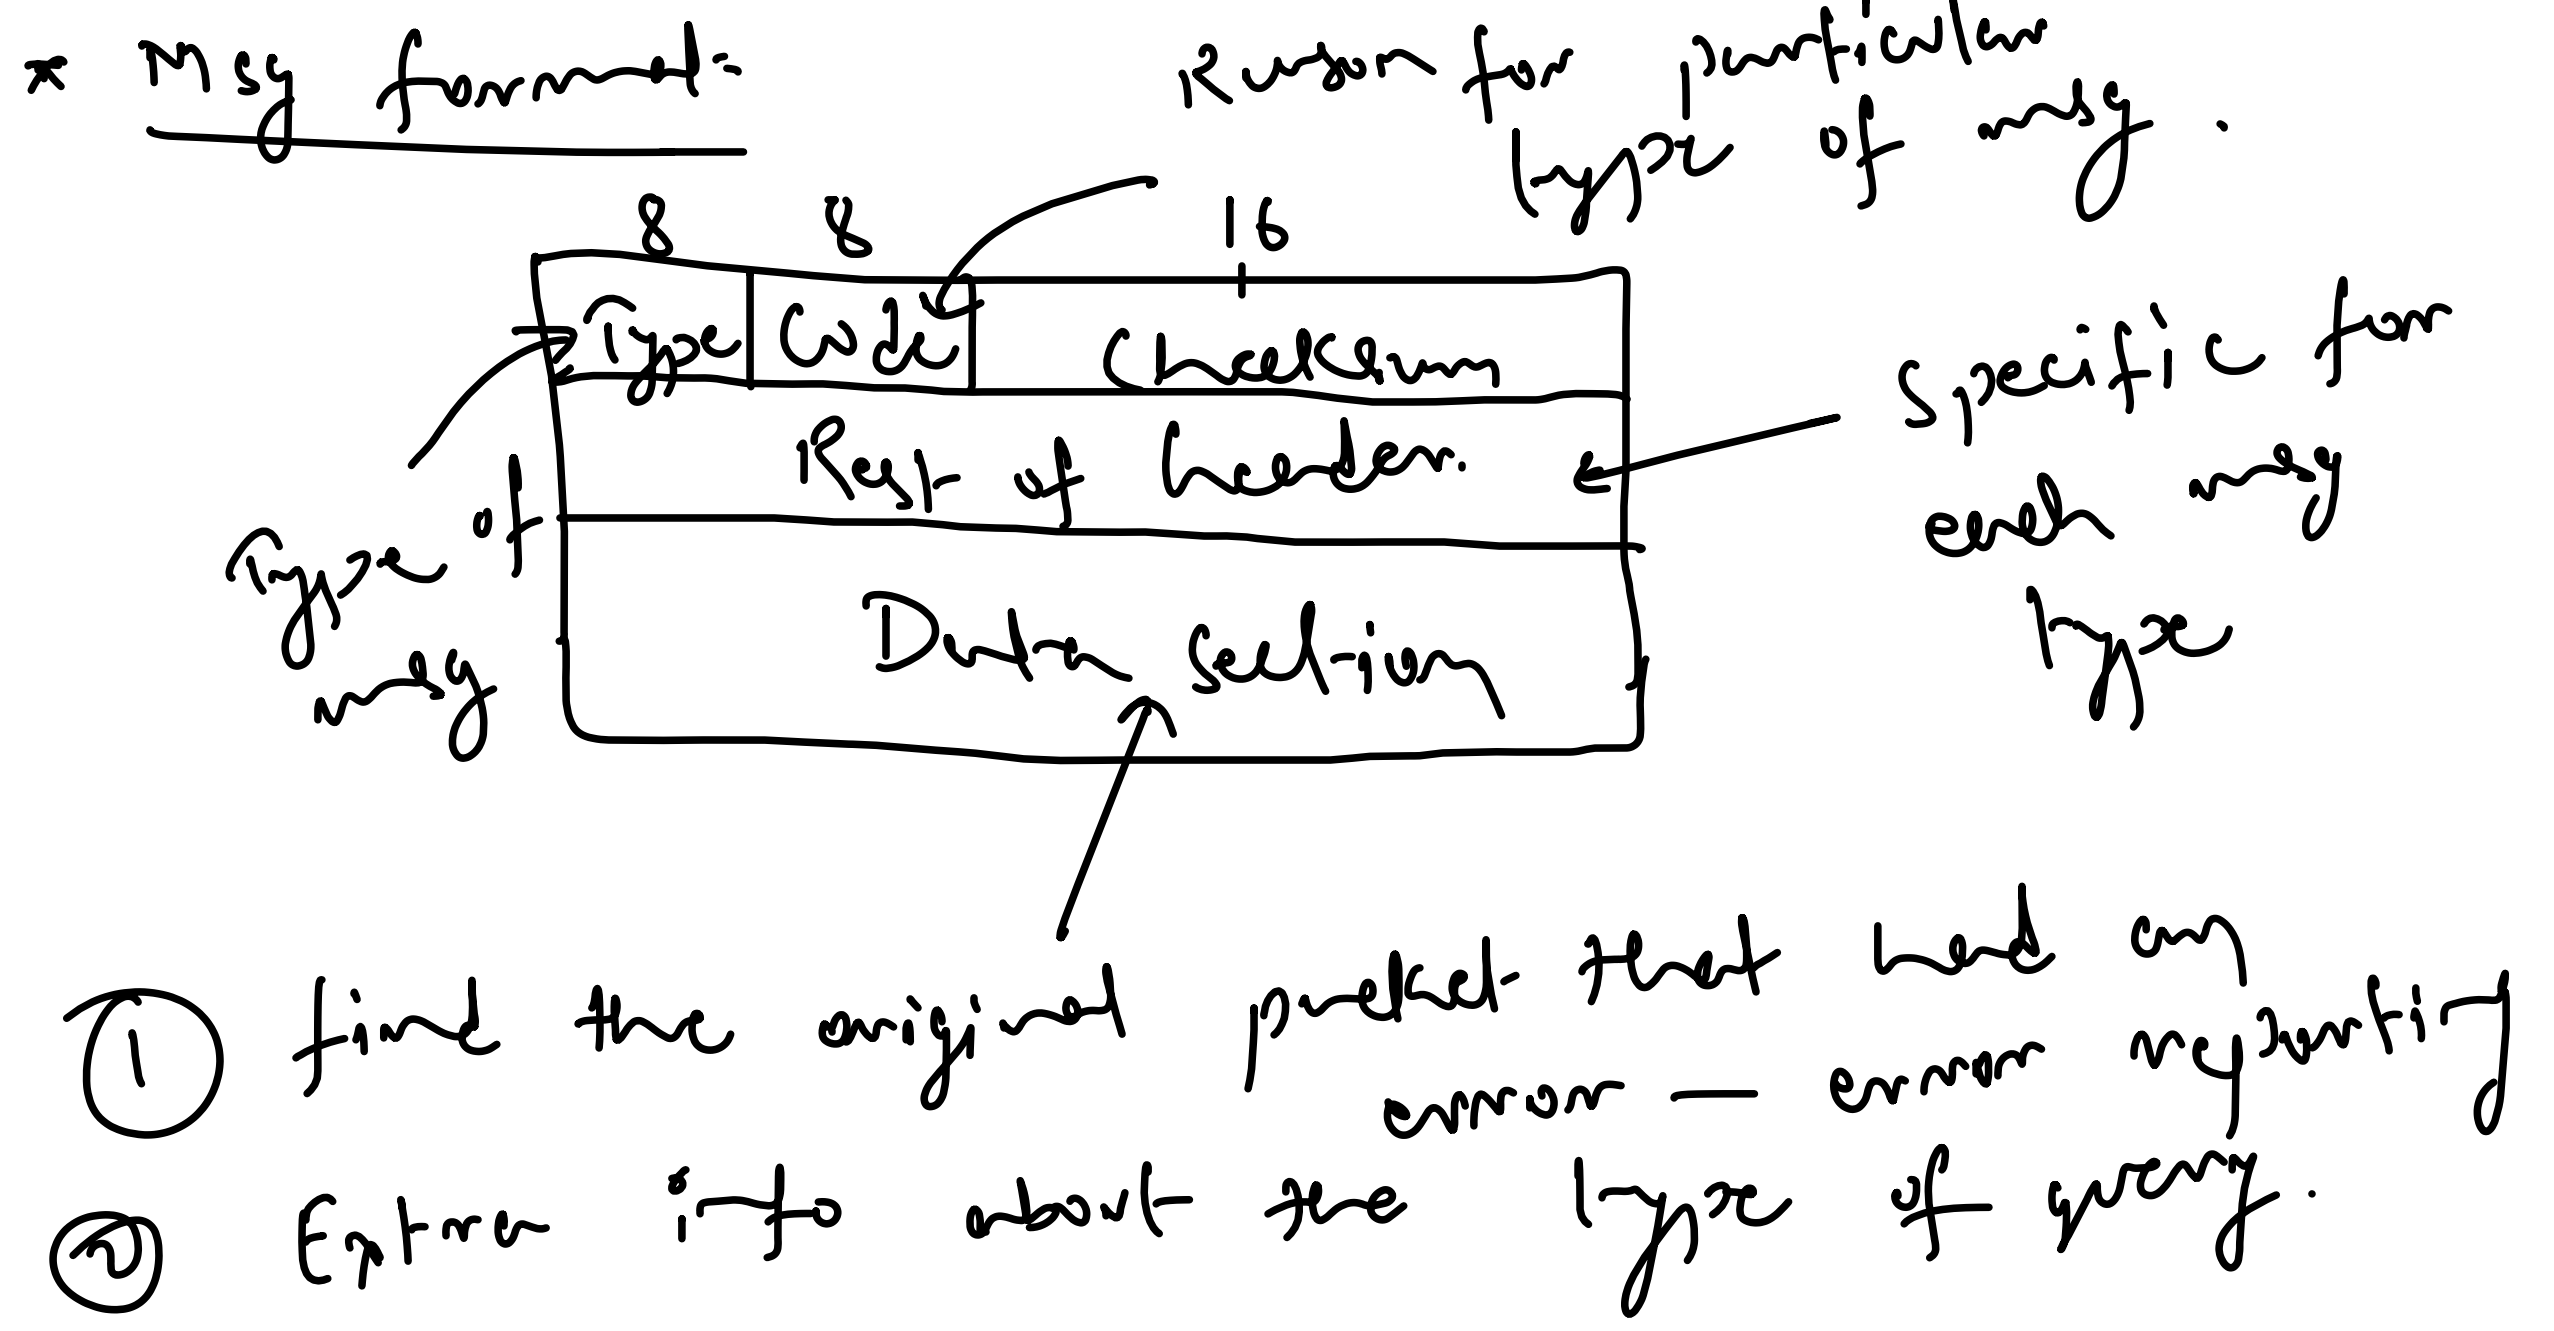 * Msg format:-
Reason for particular
type of msg.
8 8 16
Type Code Checksum
Rest of header.
Data section
Type of
msg
Specific for
each msg
type
① find the original packet that had an
error — error reporting
② Extra info about the type of query.